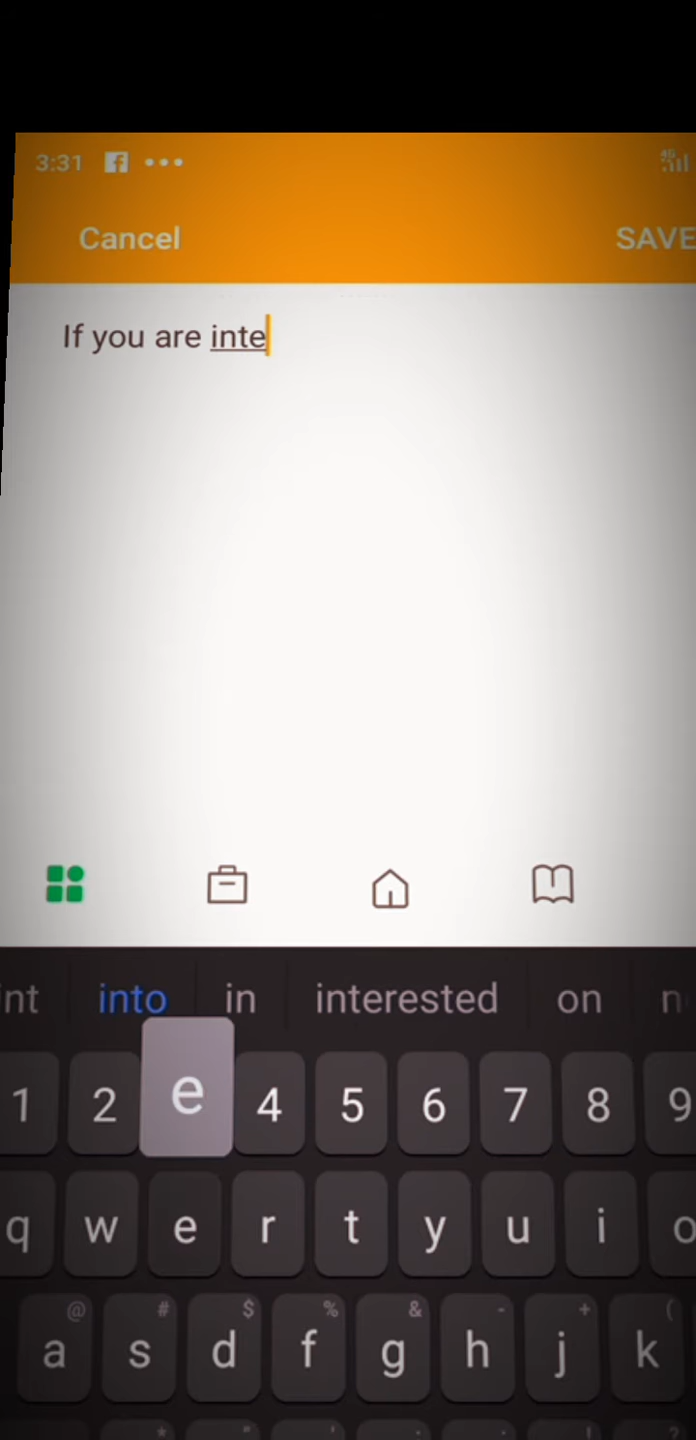 3:31
4G
Cancel
SAVE
If you are inte
int into in interested on n
e
1 2 4 5 6 7 8 9
q w e r t y u i o
@ # $ % & - + (
a s d f g h j k
* " ' : ; ! ?